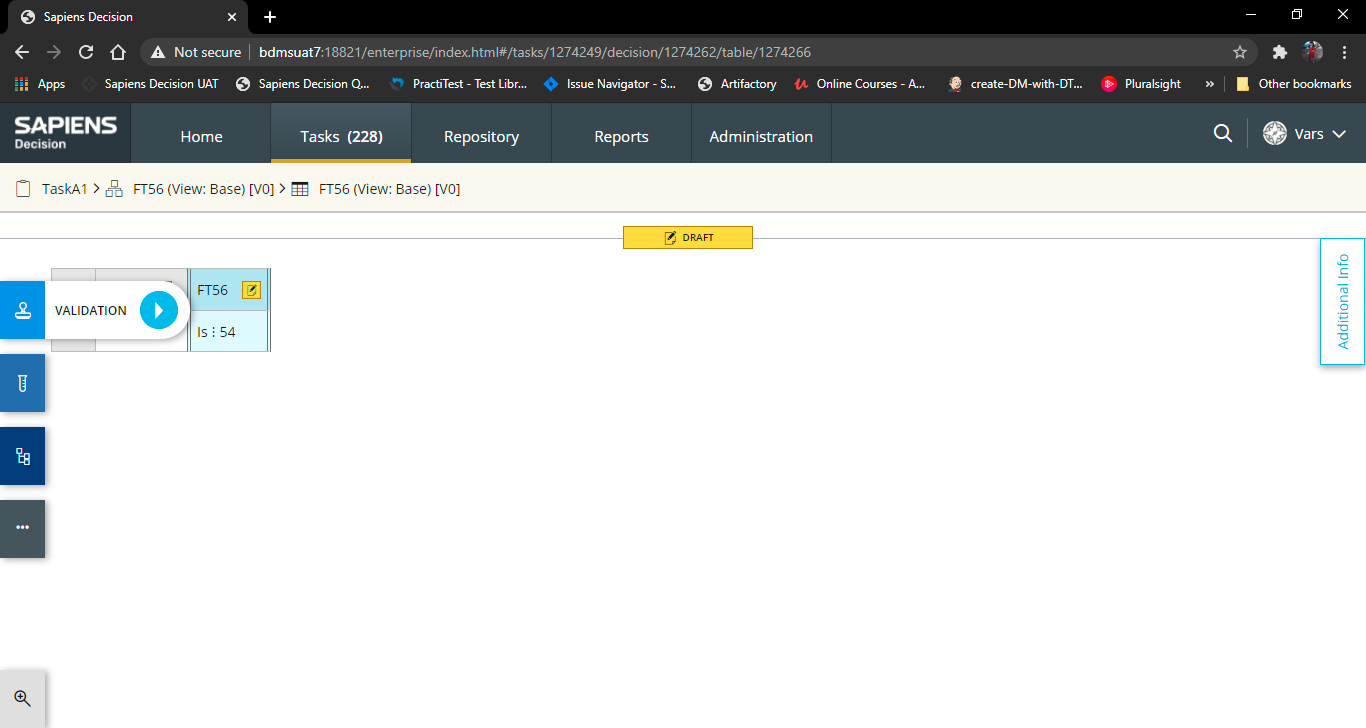 Sapiens Decision
Not secure bdmsuat7:18821/enterprise/index.html#/tasks/1274249/decision/1274262/table/1274266
Apps Sapiens Decision UAT Sapiens Decision Q... PractiTest - Test Libr... Issue Navigator - S... Artifactory Online Courses - A... create-DM-with-DT... Pluralsight » Other bookmarks
SAPIENS
Decision
Home Tasks (228) Repository Reports Administration Vars
TaskA1 > FT56 (View: Base) [V0] > FT56 (View: Base) [V0]
DRAFT
Additional Info
FT56
VALIDATION
Is ⋮ 54